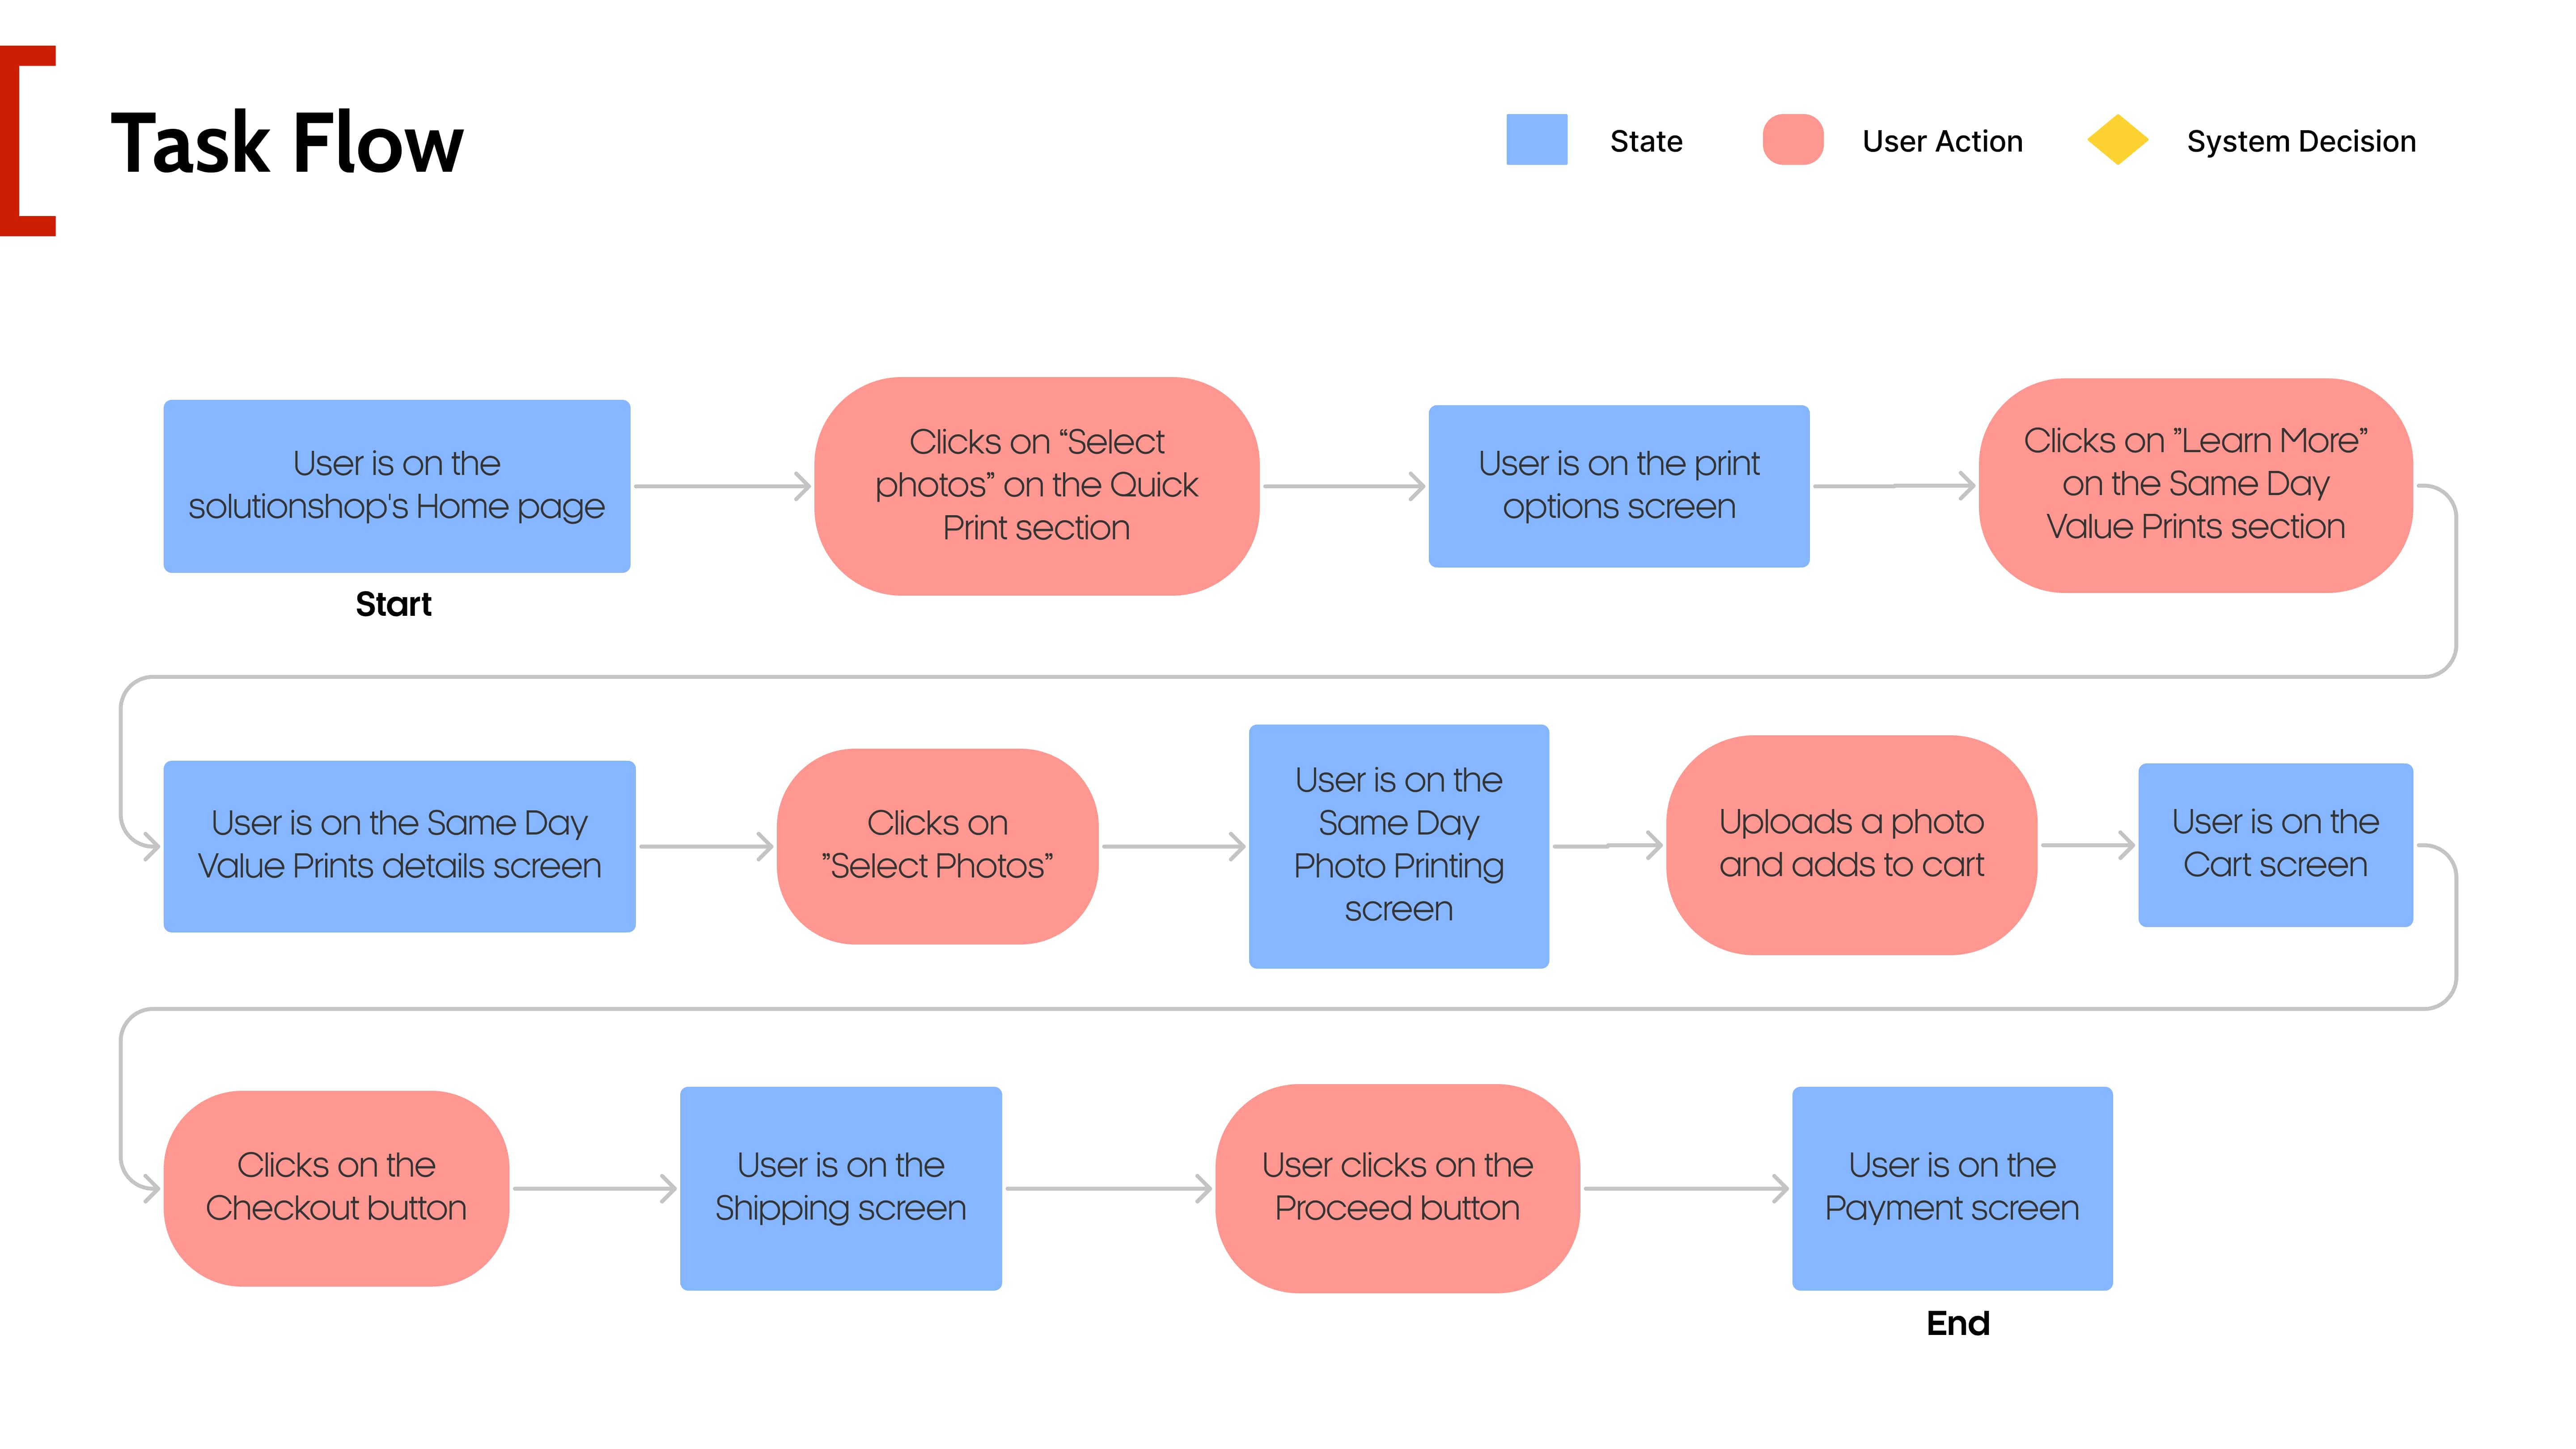 Task Flow
State
User Action
System Decision
User is on the
solutionshop's Home page
Start
Clicks on “Select
photos” on the Quick
Print section
User is on the print
options screen
Clicks on ”Learn More”
on the Same Day
Value Prints section
User is on the Same Day
Value Prints details screen
Clicks on
”Select Photos”
User is on the
Same Day
Photo Printing
screen
Uploads a photo
and adds to cart
User is on the
Cart screen
Clicks on the
Checkout button
User is on the
Shipping screen
User clicks on the
Proceed button
User is on the
Payment screen
End